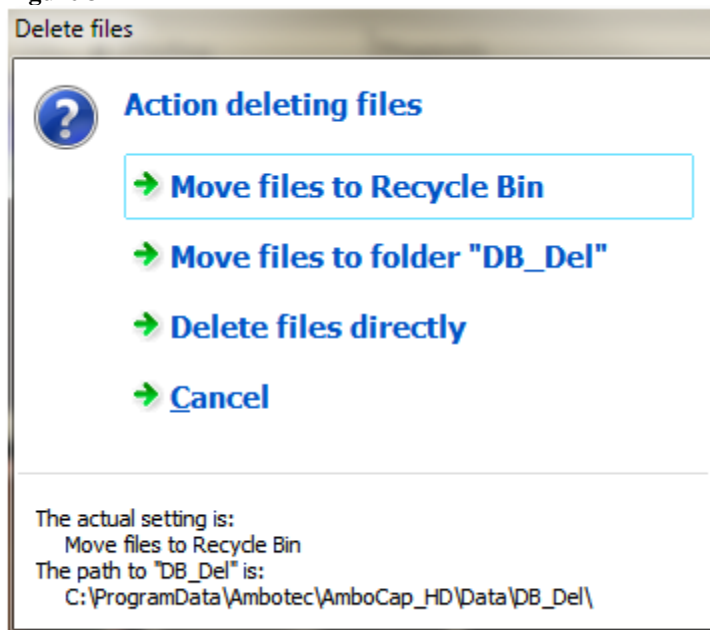 Delete files
Action deleting files
Move files to Recycle Bin
Move files to folder "DB_Del"
Delete files directly
Cancel
The actual setting is:
Move files to Recycle Bin
The path to "DB_Del" is:
C:\ProgramData\Ambotec\AmboCap_HD\Data\DB_Del\